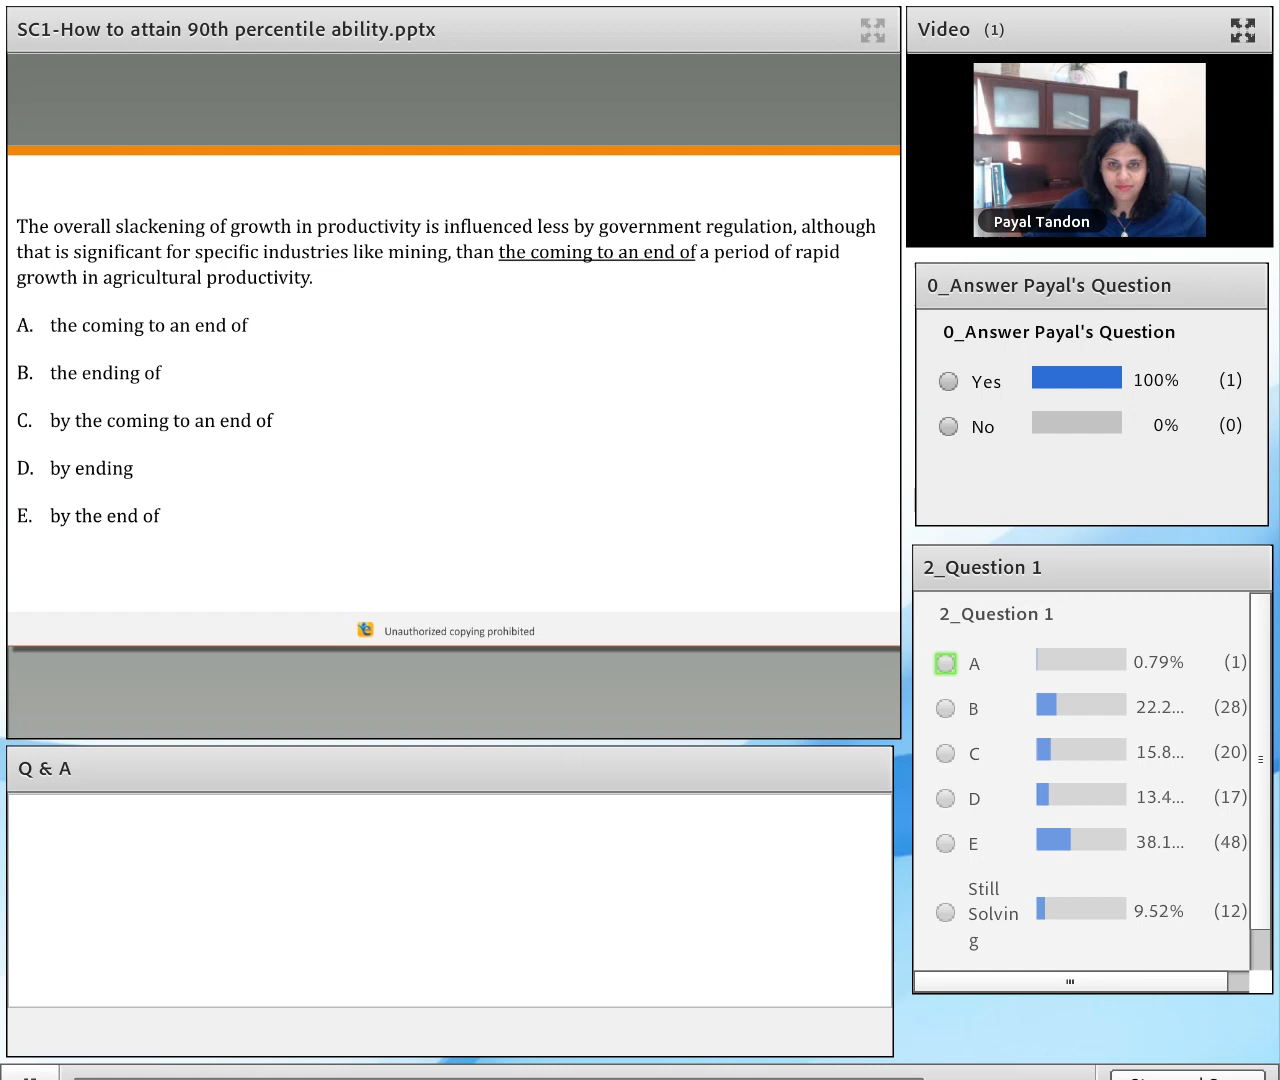 SC1-How to attain 90th percentile ability.pptx
The overall slackening of growth in productivity is influenced less by government regulation, although
that is significant for specific industries like mining, than the coming to an end of a period of rapid
growth in agricultural productivity.
A. the coming to an end of
B. the ending of
C. by the coming to an end of
D. by ending
E. by the end of
Unauthorized copying prohibited
Q & A
Video (1)
Payal Tandon
0_Answer Payal's Question
0_Answer Payal's Question
Yes 100% (1)
No 0% (0)
2_Question 1
2_Question 1
A 0.79% (1)
B 22.2... (28)
C 15.8... (20)
D 13.4... (17)
E 38.1... (48)
Still
Solvin 9.52% (12)
g